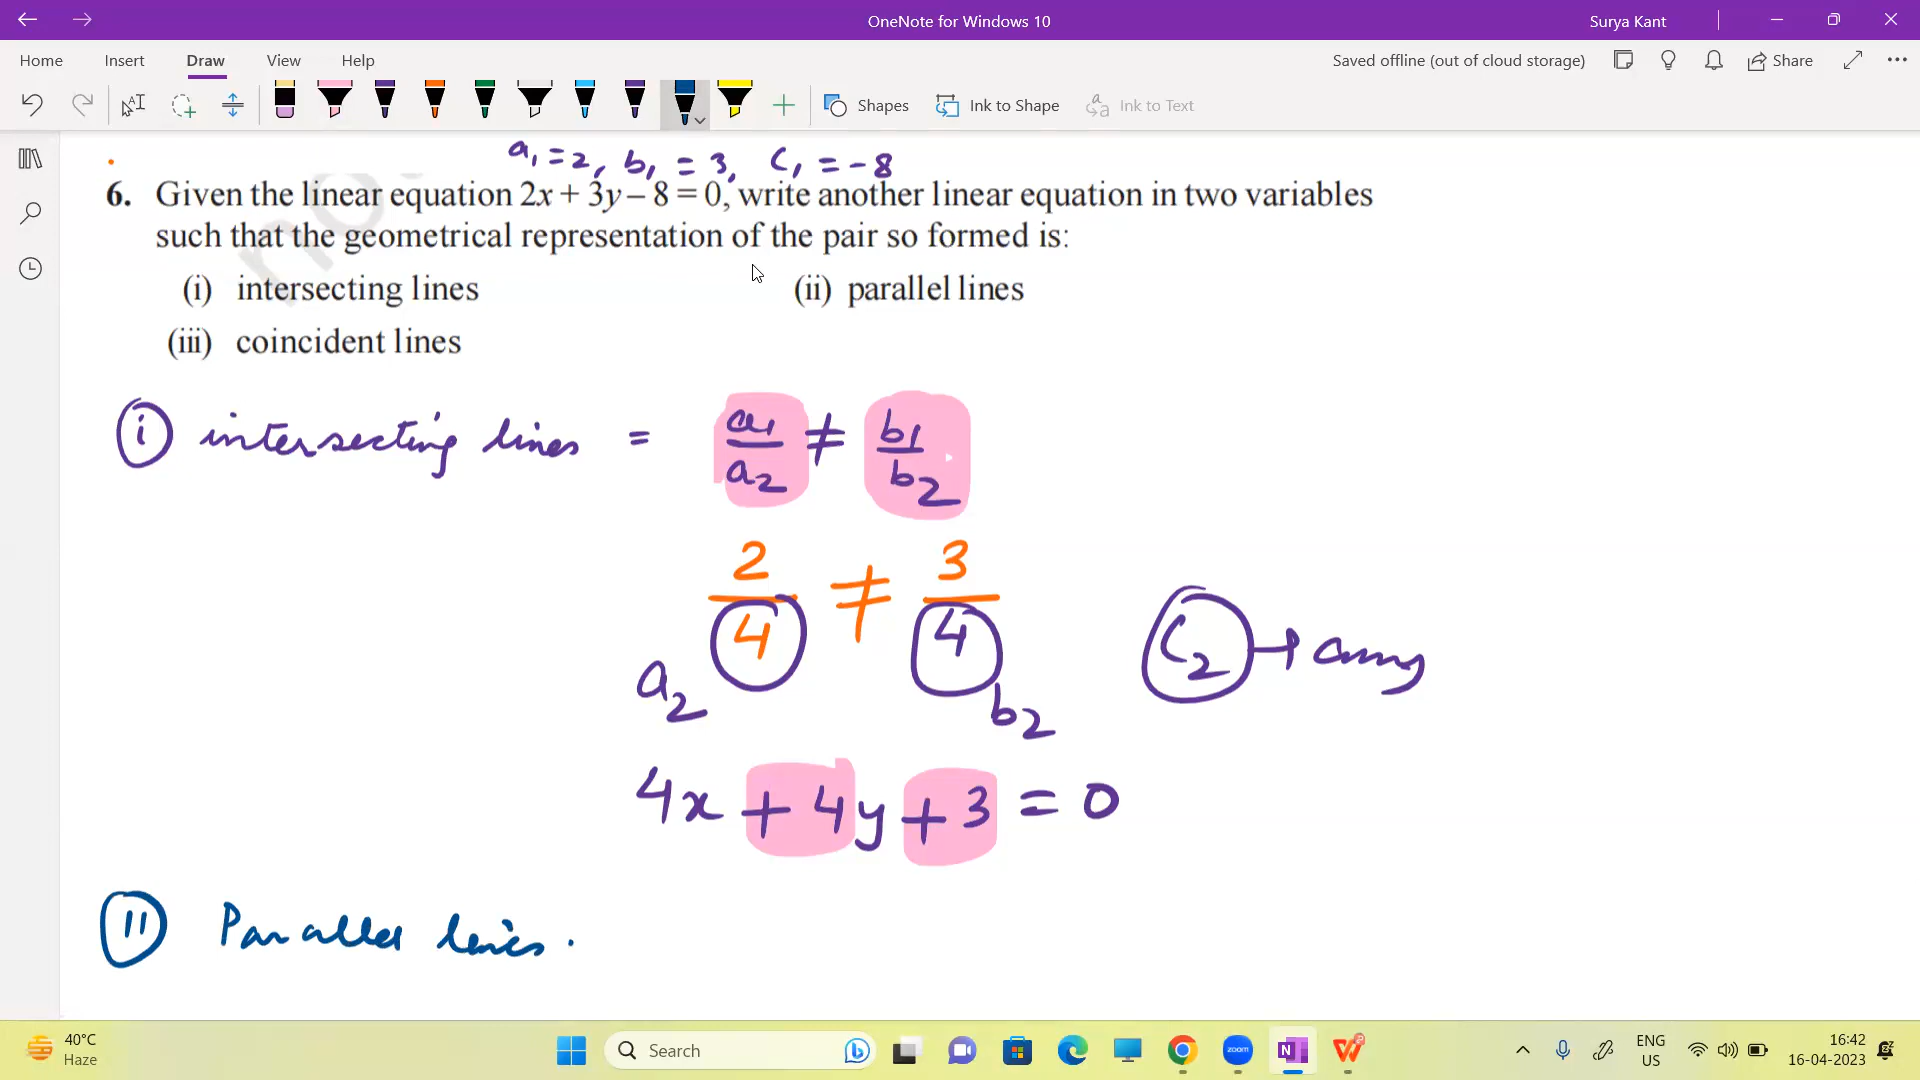 OneNote for Windows 10
Surya Kant
Home Insert Draw View Help
Saved offline (out of cloud storage) Share
Shapes Ink to Shape Ink to Text
a₁ = 2, b₁ = 3, C₁ = -8
6. Given the linear equation 2x + 3y – 8 = 0, write another linear equation in two variables
such that the geometrical representation of the pair so formed is:
(i) intersecting lines (ii) parallel lines
(iii) coincident lines
(i) intersecting lines = a₁/a₂ ≠ b₁/b₂
2/4 ≠ 3/4
a₂ b₂ C₂ → any
4x + 4y + 3 = 0
(ii) Parallel lines.
40°C
Haze
Search
zoom
ENG
US
16:42
16-04-2023